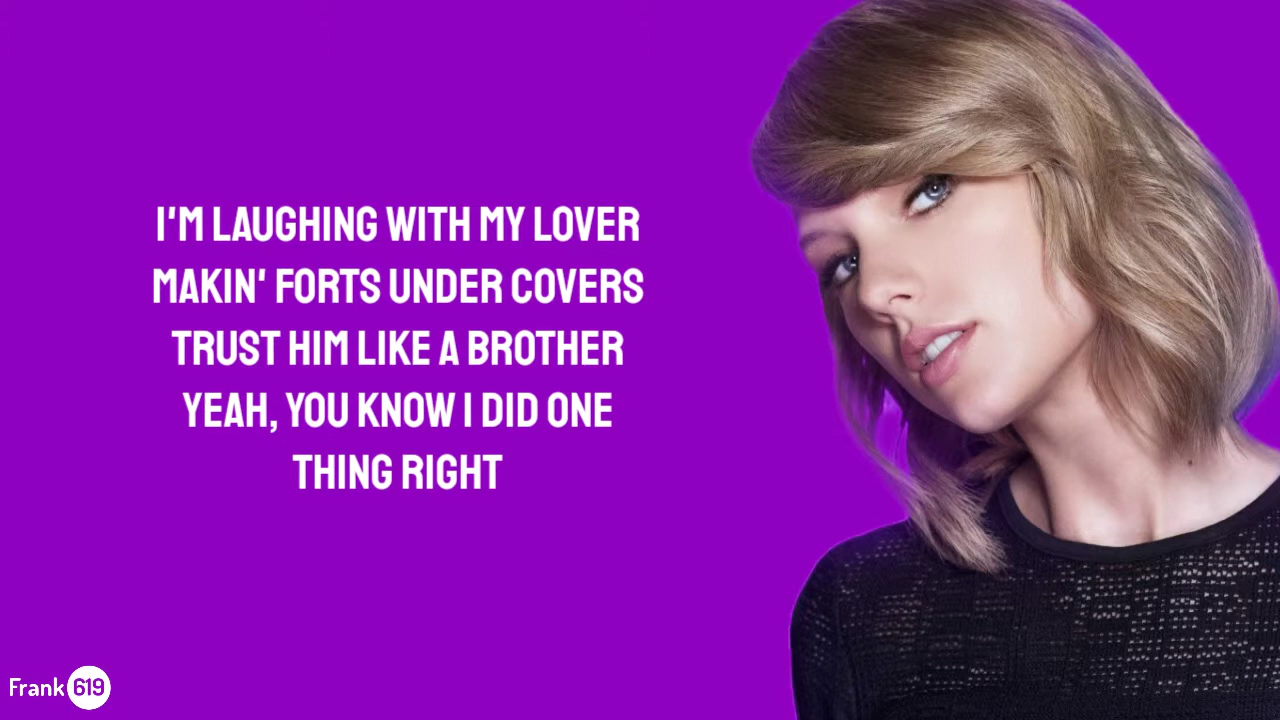 I'M LAUGHING WITH MY LOVER
MAKIN' FORTS UNDER COVERS
TRUST HIM LIKE A BROTHER
YEAH, YOU KNOW I DID ONE
THING RIGHT
Frank 619